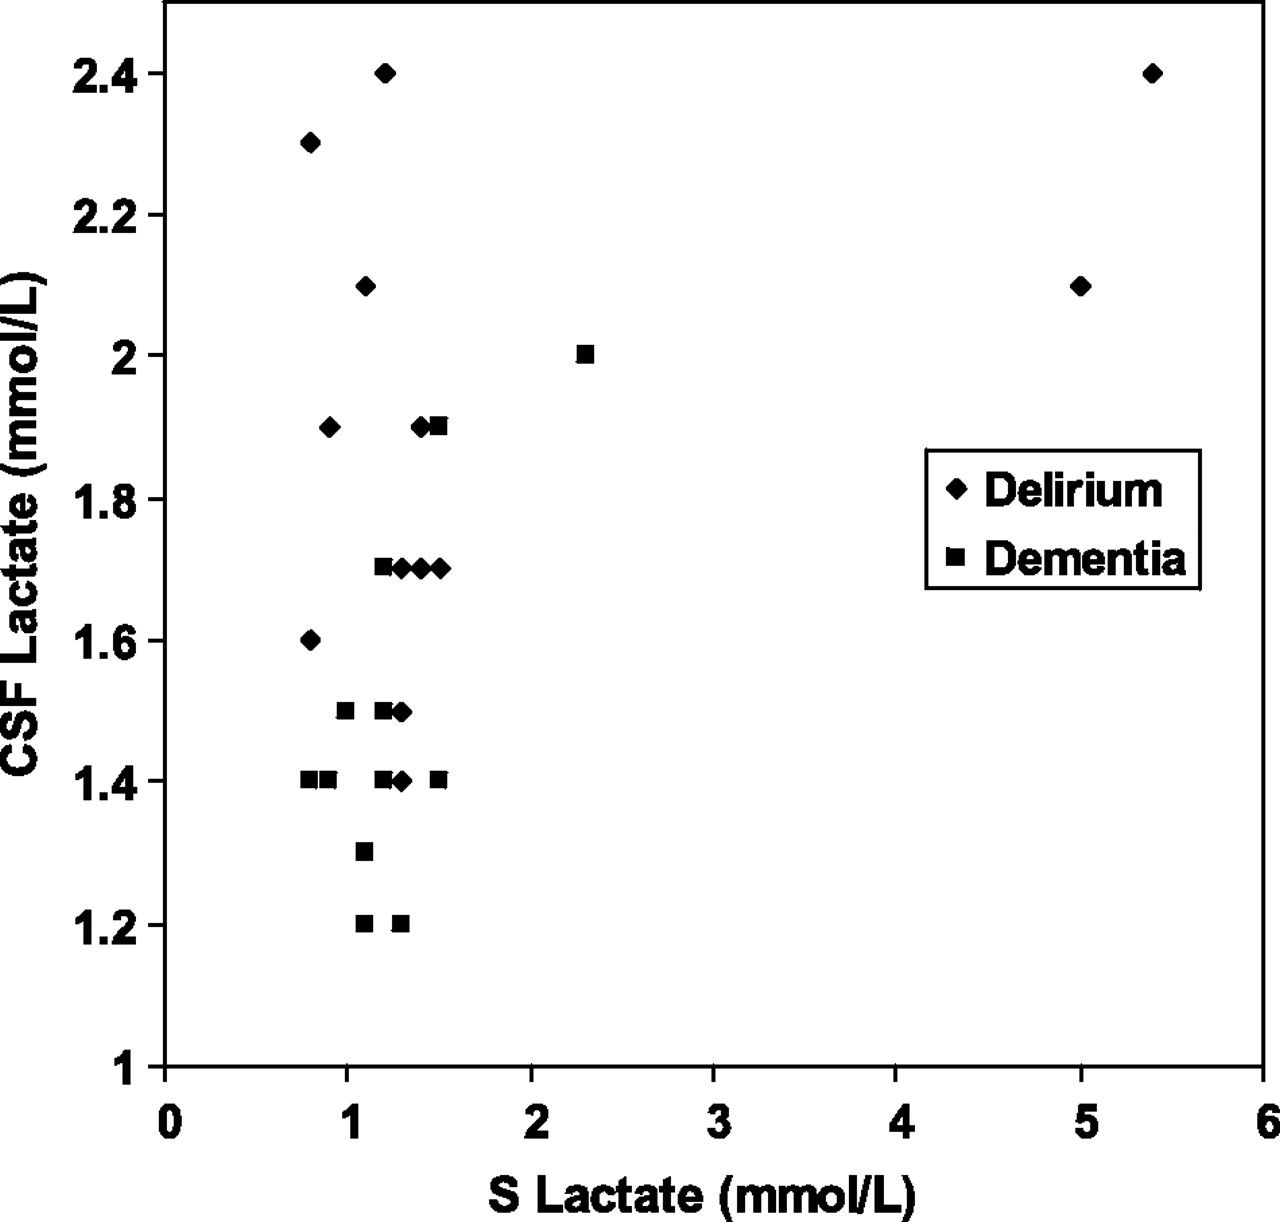 CSF Lactate (mmol/L)
2.4
2.2
2
1.8
1.6
1.4
1.2
1
0 1 2 3 4 5 6
S Lactate (mmol/L)
Delirium
Dementia